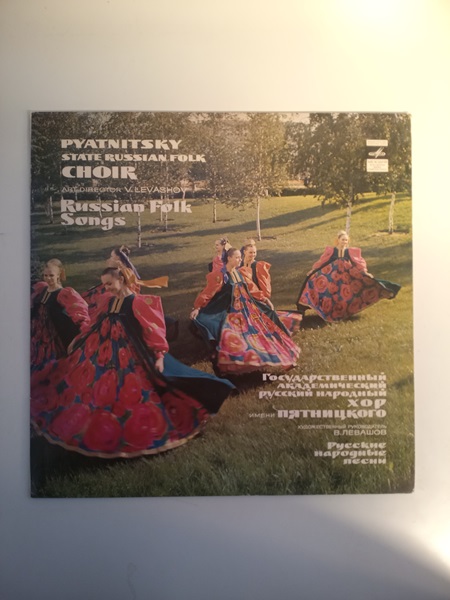 PYATNITSKY
STATE RUSSIAN FOLK
CHOIR
ART DIRECTOR V. LEVASHOV
Russian Folk
Songs
Государственный
академический
русский народный
хор
имени Пятницкого
художественный руководитель
В. ЛЕВАШОВ
Русские
народные
песни